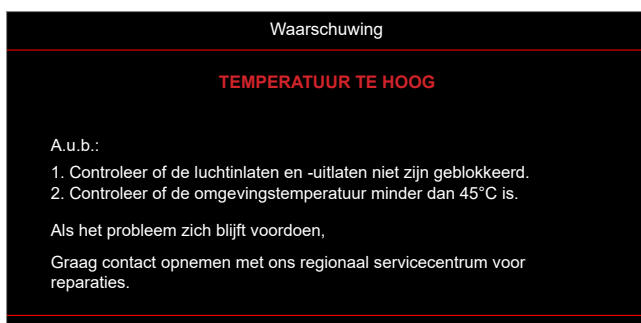 Waarschuwing
TEMPERATUUR TE HOOG
A.u.b.:
1. Controleer of de luchtinlaten en -uitlaten niet zijn geblokkeerd.
2. Controleer of de omgevingstemperatuur minder dan 45°C is.
Als het probleem zich blijft voordoen,
Graag contact opnemen met ons regionaal servicecentrum voor
reparaties.